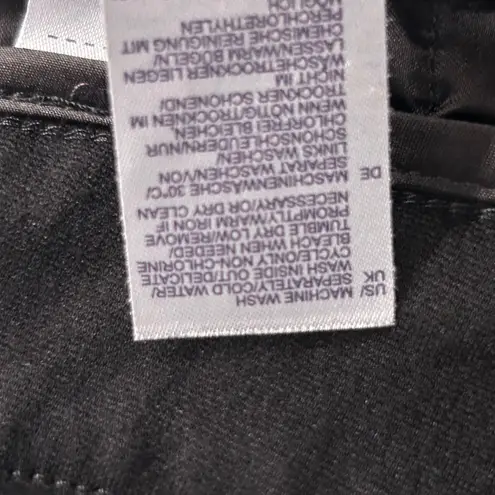 US/ MACHINE WASH
UK SEPARATELY/COLD WATER/
WASH INSIDE OUT/DELICATE
CYCLE/ONLY NON-CHLORINE
BLEACH WHEN NEEDED/
TUMBLE DRY LOW/REMOVE
PROMPTLY/WARM IRON IF
NECESSARY/OR DRY CLEAN
DE MASCHINENWÄSCHE 30°C/
SEPARAT WASCHEN/VON
LINKS WASCHEN/
SCHONSCHLEUDERN/NUR
CHLORFREI BLEICHEN,
WENN NÖTIG/TROCKNEN IM
TROCKNER SCHONEND/
NICHT IM
WÄSCHETROCKNER LIEGEN
LASSEN/WARM BÜGELN/
CHEMISCHE REINIGUNG MIT
PERCHLORETHYLEN
MÖGLICH